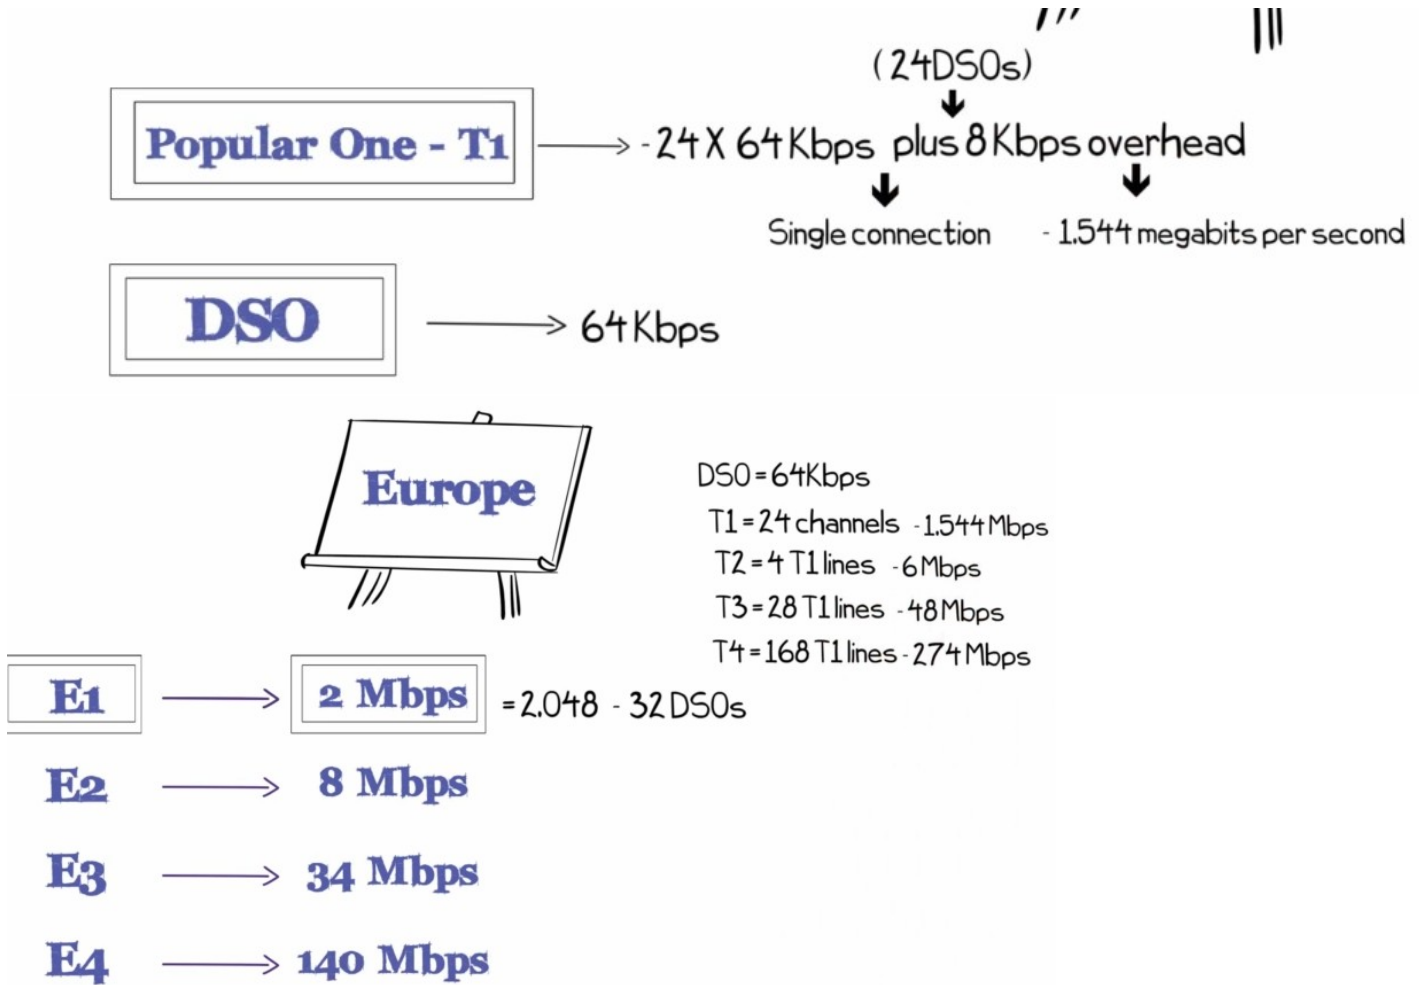 (24DSOs)
Popular One - T1 - 24 X 64 Kbps plus 8 Kbps overhead
Single connection - 1.544 megabits per second
DSO 64 Kbps
Europe
DSO = 64Kbps
T1 = 24 channels - 1.544 Mbps
T2 = 4 T1 lines - 6 Mbps
T3 = 28 T1 lines - 48 Mbps
T4 = 168 T1 lines - 274 Mbps
E1 2 Mbps = 2.048 - 32 DSOs
E2 8 Mbps
E3 34 Mbps
E4 140 Mbps